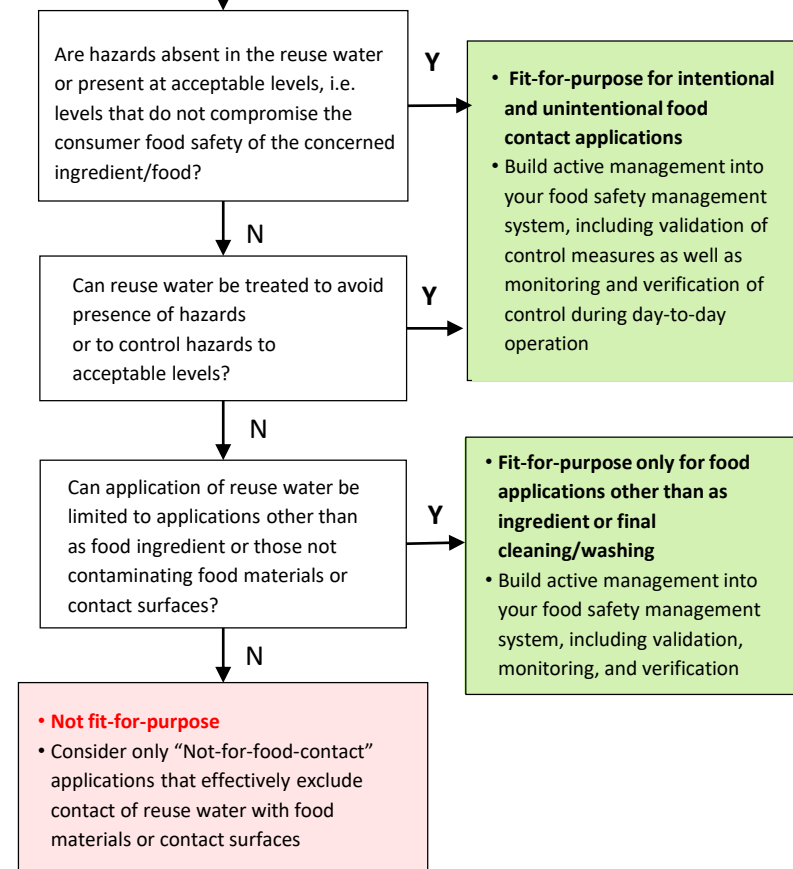 Are hazards absent in the reuse water
or present at acceptable levels, i.e.
levels that do not compromise the
consumer food safety of the concerned
ingredient/food?
Y
• Fit-for-purpose for intentional
and unintentional food
contact applications
• Build active management into
your food safety management
system, including validation of
control measures as well as
monitoring and verification of
control during day-to-day
operation
N
Can reuse water be treated to avoid
presence of hazards
or to control hazards to
acceptable levels?
Y
N
Can application of reuse water be
limited to applications other than
as food ingredient or those not
contaminating food materials or
contact surfaces?
Y
• Fit-for-purpose only for food
applications other than as
ingredient or final
cleaning/washing
• Build active management into
your food safety management
system, including validation,
monitoring, and verification
N
• Not fit-for-purpose
• Consider only “Not-for-food-contact”
applications that effectively exclude
contact of reuse water with food
materials or contact surfaces